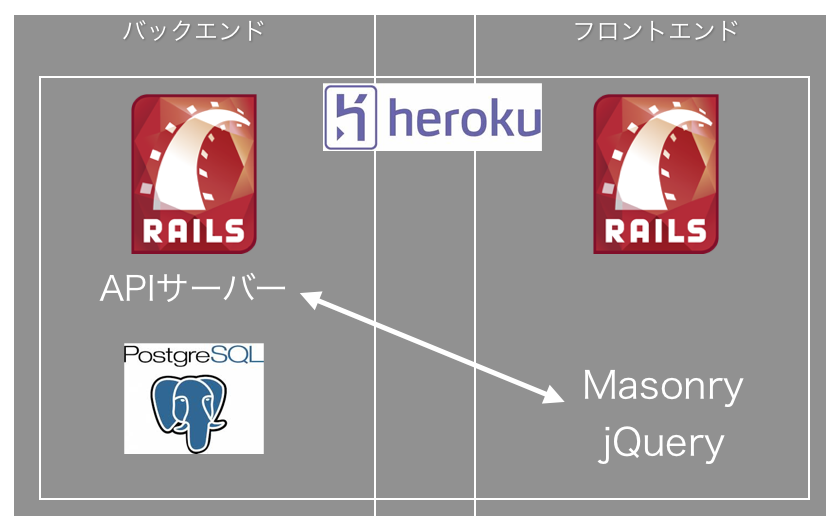 バックエンド
フロントエンド
heroku
RAILS
RAILS
APIサーバー
PostgreSQL
Masonry
jQuery